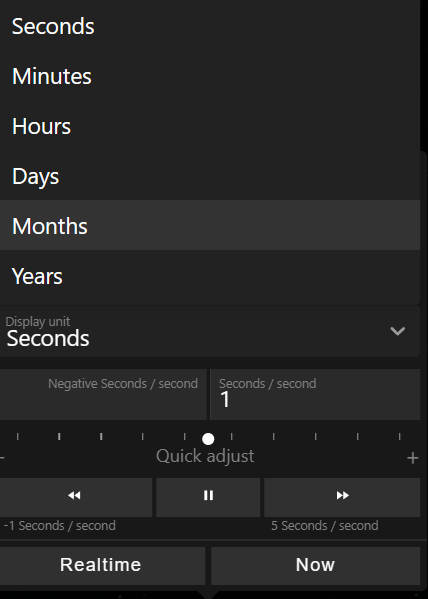 Seconds
Minutes
Hours
Days
Months
Years
Display unit
Seconds
Negative Seconds / second
Seconds / second
1
- Quick adjust +
-1 Seconds / second
5 Seconds / second
Realtime
Now